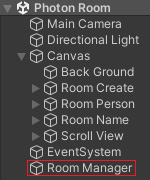 Photon Room
Main Camera
Directional Light
Canvas
Back Ground
Room Create
Room Person
Room Name
Scroll View
EventSystem
Room Manager